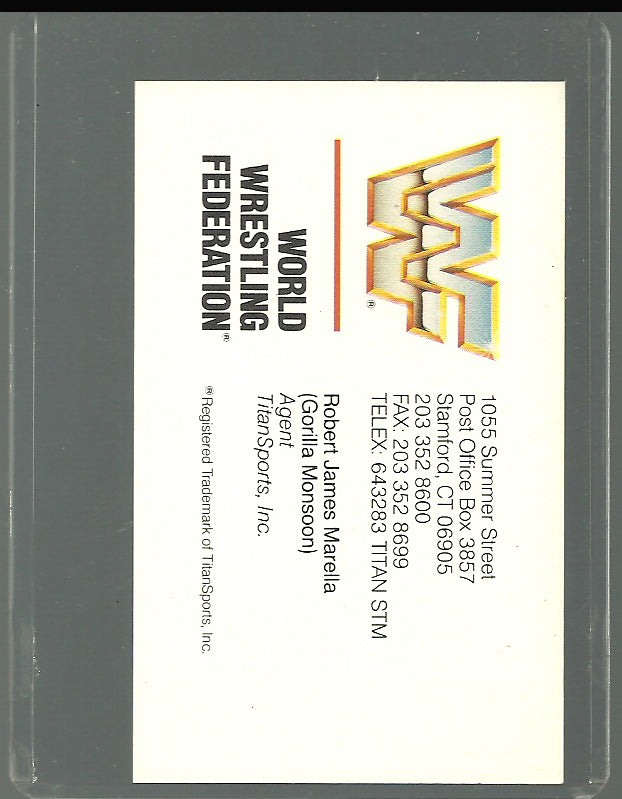 WF
®
WORLD
WRESTLING
FEDERATION®
1055 Summer Street
Post Office Box 3857
Stamford, CT 06905
203 352 8600
FAX: 203 352 8699
TELEX: 643283 TITAN STM
Robert James Marella
(Gorilla Monsoon)
Agent
TitanSports, Inc.
® Registered Trademark of TitanSports, Inc.